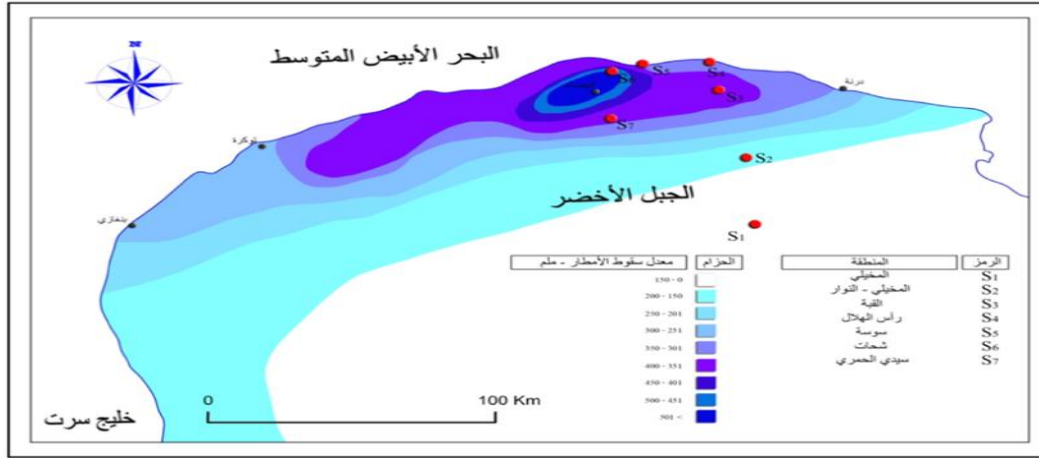 N
البحر الأبيض المتوسط
S6
S5
S4
S3
درنة
S7
توكرة
S2
الجبل الأخضر
بنغازي
S1
معدل سقوط الأمطار - ملم الحزام المنطقة الرمز
150 - 0
200 - 150
250 - 201
300 - 251
350 - 301
400 - 351
450 - 401
500 - 451
501 <
المخيلي S1
المخيلي - التوار S2
القبة S3
رأس الهلال S4
سوسة S5
شحات S6
سيدي الحمري S7
0 100 Km
خليج سرت